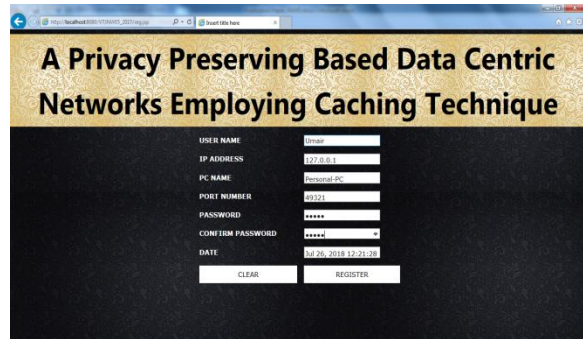 Insert title here
A Privacy Preserving Based Data Centric
Networks Employing Caching Technique
USER NAME Umair
IP ADDRESS 127.0.0.1
PC NAME Personal-PC
PORT NUMBER 49321
PASSWORD •••••
CONFIRM PASSWORD •••••
DATE Jul 26, 2018 12:21:28
CLEAR REGISTER